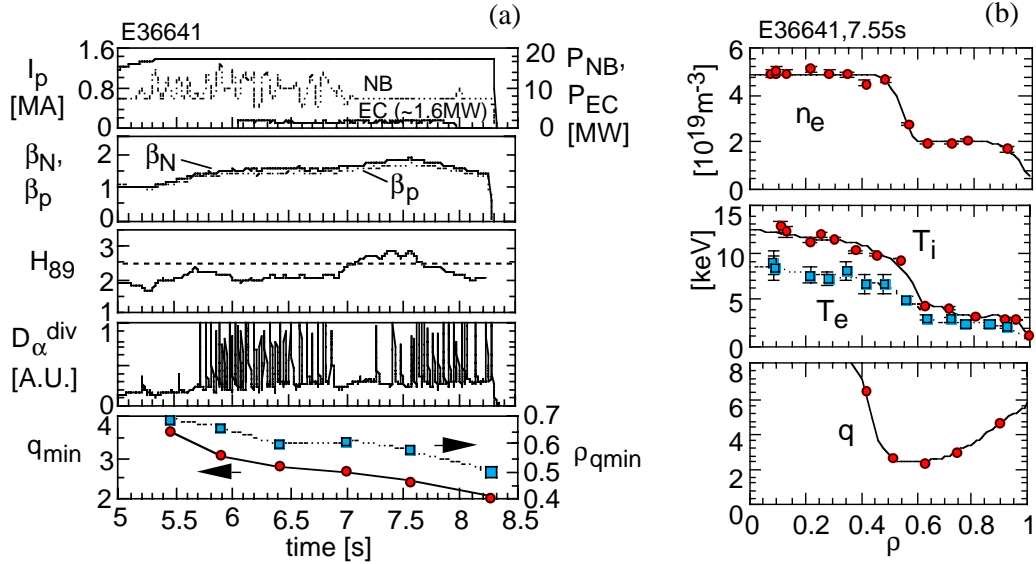 (a)
E36641
1.6
0.8
0
I_p
[MA]
20
10
0
P_NB,
P_EC
[MW]
NB
EC (~1.6MW)
2
1
0
β_N,
β_p
β_N
β_p
3
2
1
H_89
1
0
D_α^div
[A.U.]
4
3
2
q_min
0.7
0.6
0.5
0.4
ρ_qmin
5 5.5 6 6.5 7 7.5 8 8.5
time [s]
(b)
E36641,7.55s
6
4
2
0
[10^19m^-3]
n_e
15
10
5
0
[keV]
T_i
T_e
8
6
4
2
0
q
0 0.2 0.4 0.6 0.8 1
ρ